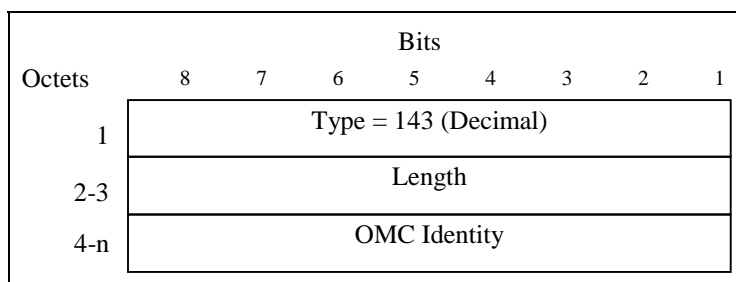 Bits
Octets 8 7 6 5 4 3 2 1
1 Type = 143 (Decimal)
2-3 Length
4-n OMC Identity